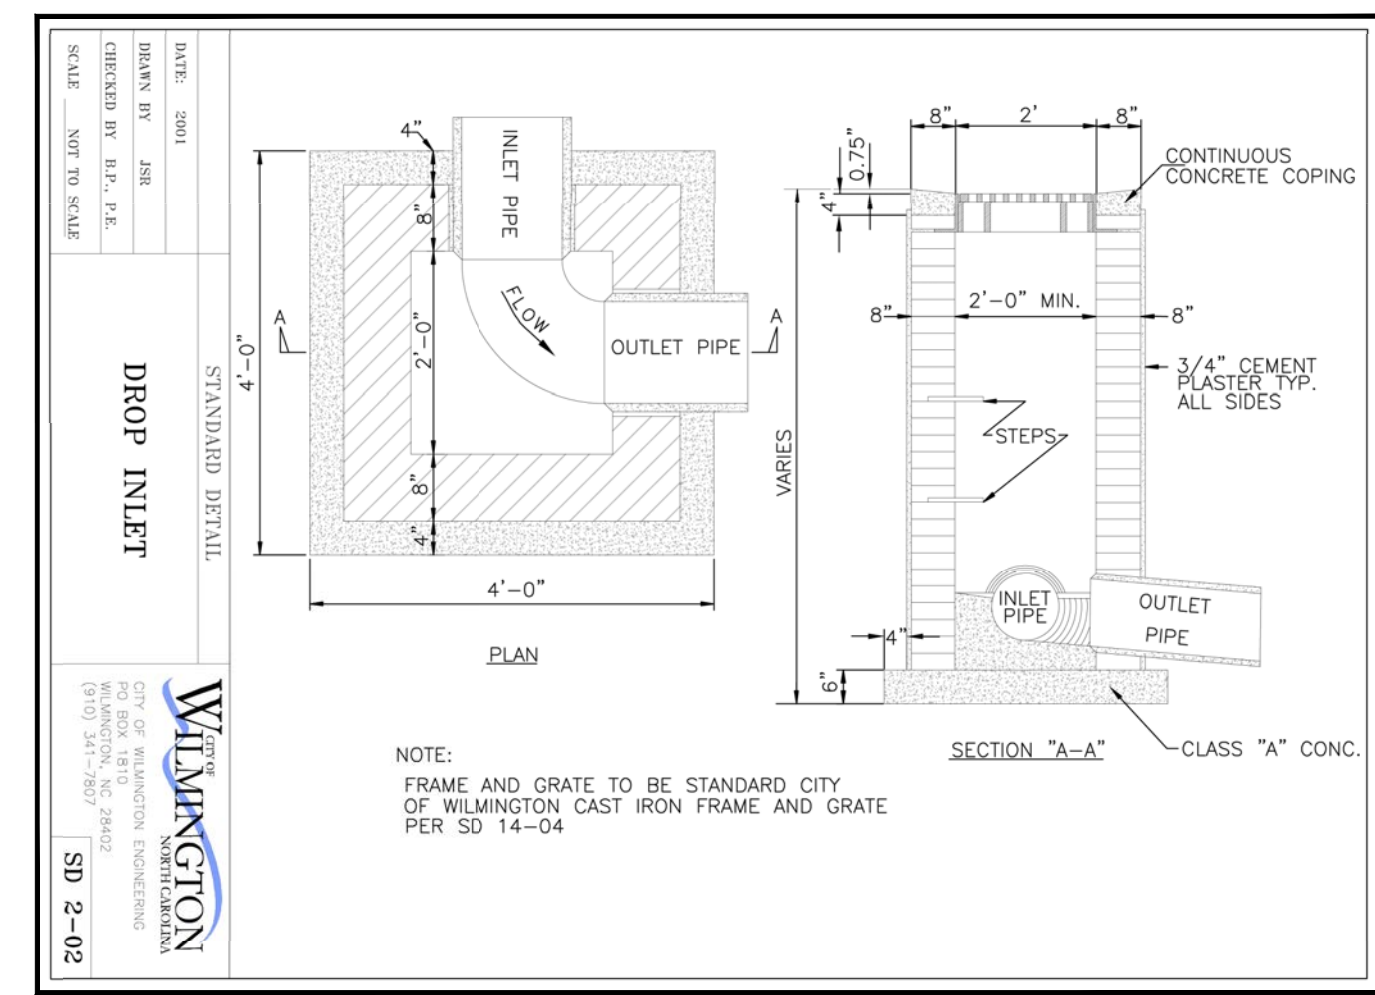 DATE: 2001
DRAWN BY JSR
CHECKED BY B.P., P.E.
SCALE NOT TO SCALE
STANDARD DETAIL
DROP INLET
CITY OF
WILMINGTON
NORTH CAROLINA
CITY OF WILMINGTON ENGINEERING
PO BOX 1810
WILMINGTON, NC 28402
(910) 341-7807
SD 2-02
4"
INLET PIPE
8"
FLOW
A
A
2'-0"
OUTLET PIPE
4'-0"
8"
4"
4'-0"
PLAN
8"
2'
8"
0.75"
4"
CONTINUOUS
CONCRETE COPING
2'-0" MIN.
8"
8"
3/4" CEMENT
PLASTER TYP.
ALL SIDES
STEPS
VARIES
INLET
PIPE
OUTLET
PIPE
4"
6"
SECTION "A-A"
CLASS "A" CONC.
NOTE:
FRAME AND GRATE TO BE STANDARD CITY
OF WILMINGTON CAST IRON FRAME AND GRATE
PER SD 14-04